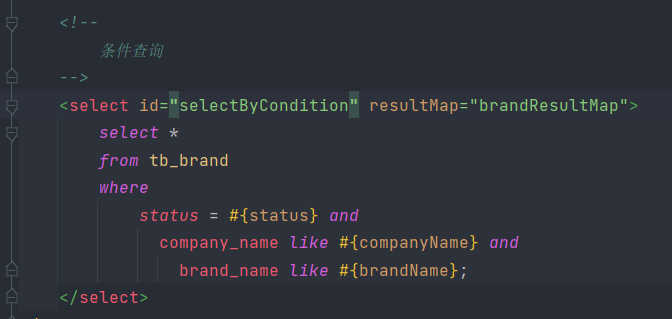 <!--
条件查询
-->
<select id="selectByCondition" resultMap="brandResultMap">
select *
from tb_brand
where
status = #{status} and
company_name like #{companyName} and
brand_name like #{brandName};
</select>